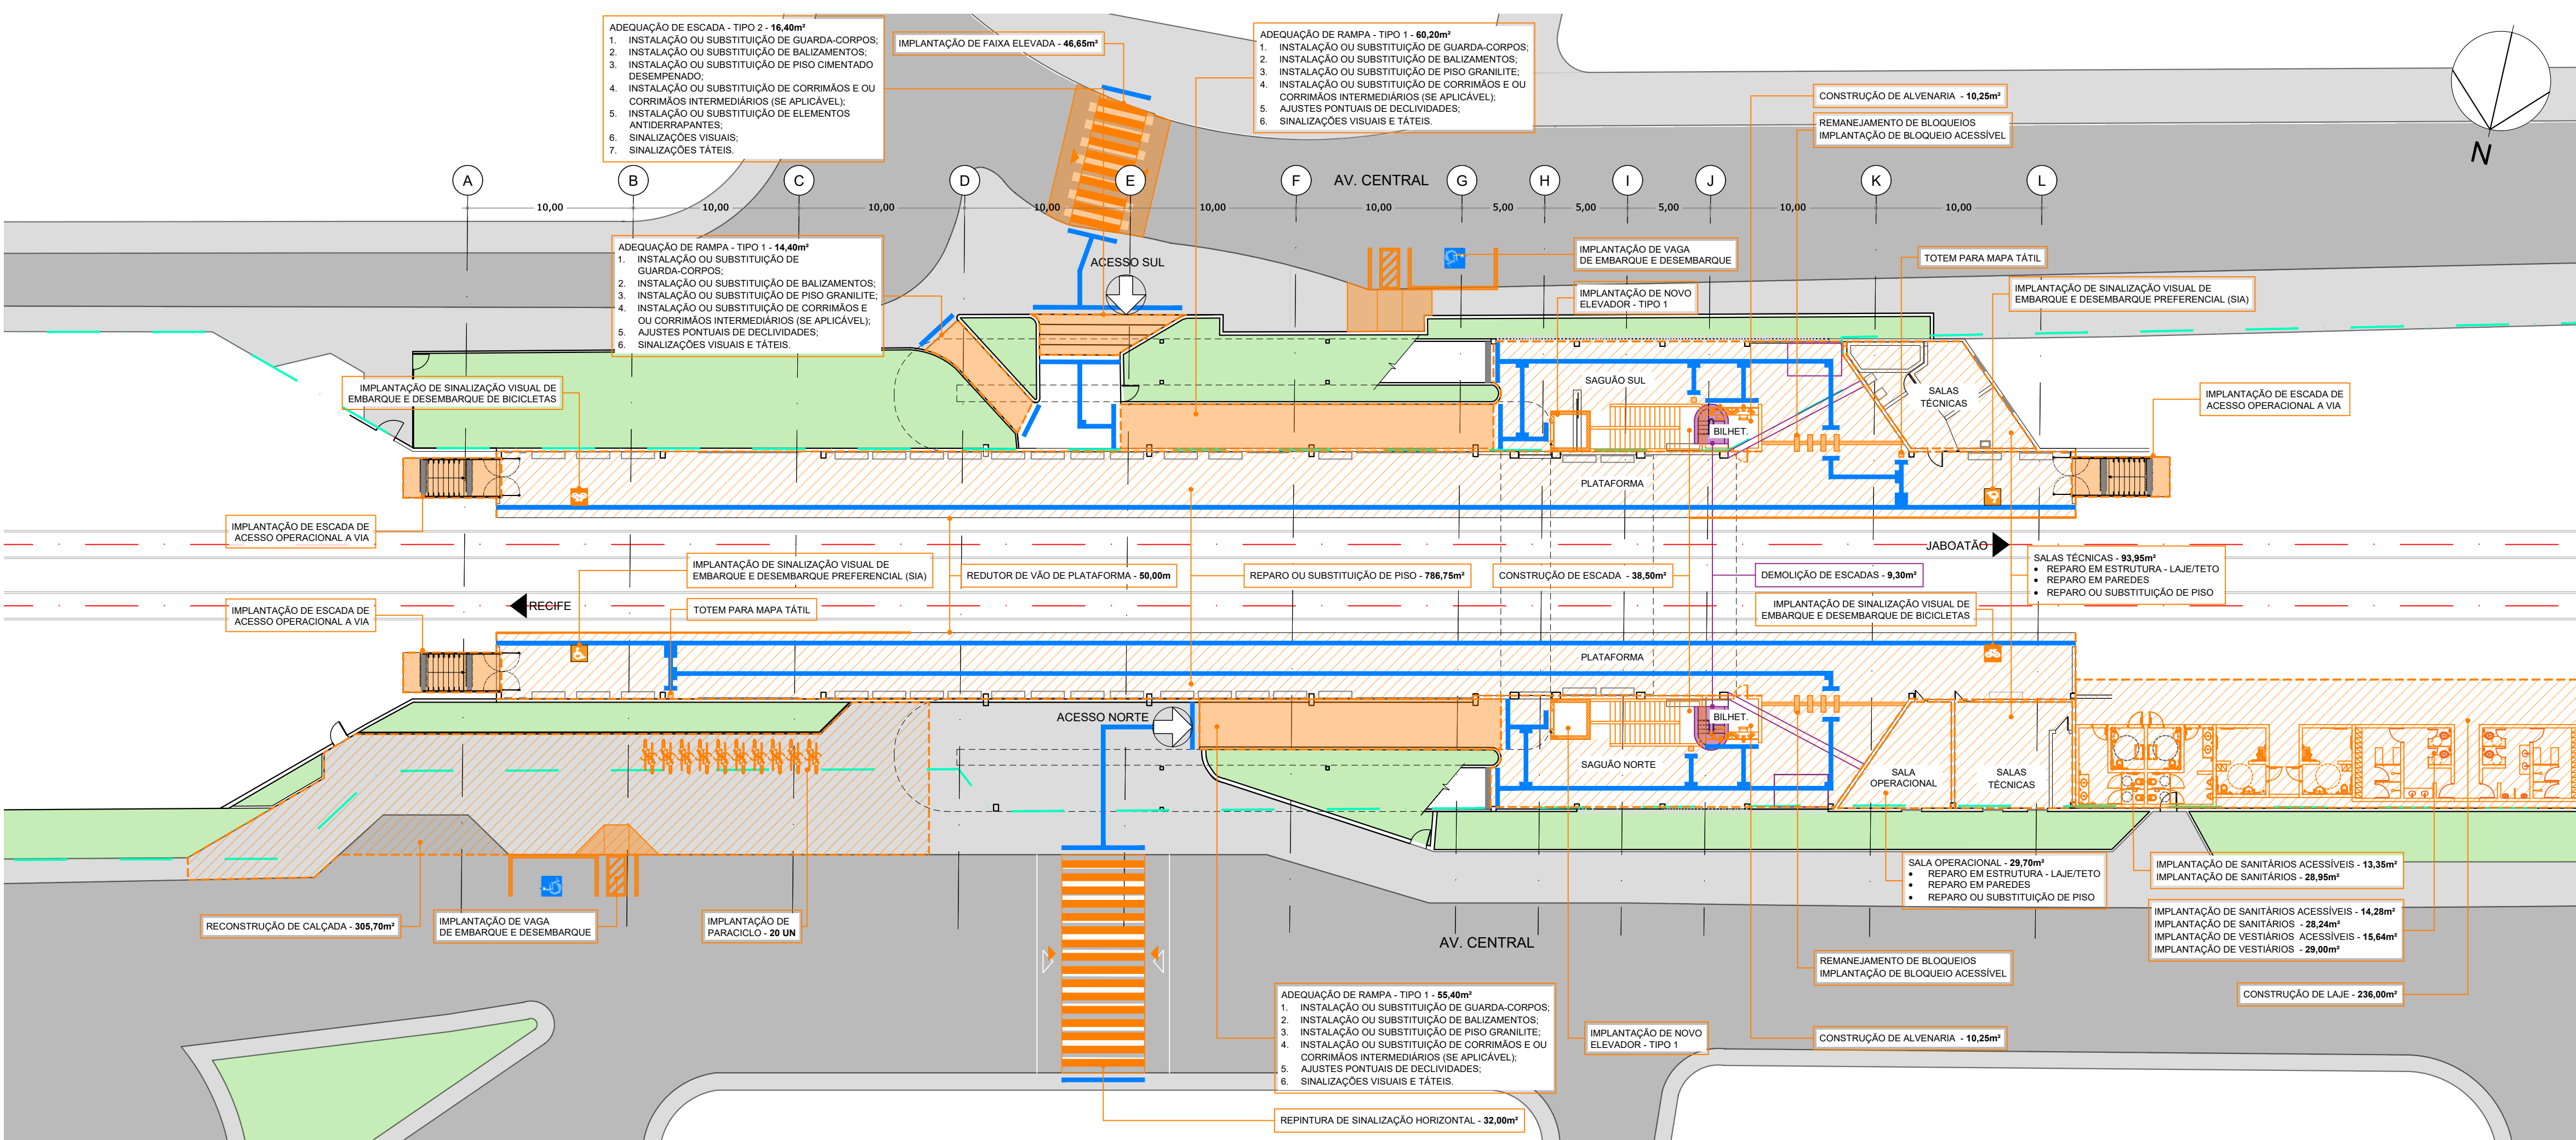 ADEQUAÇÃO DE ESCADA - TIPO 2 - 16,40m²
1. INSTALAÇÃO OU SUBSTITUIÇÃO DE GUARDA-CORPOS;
2. INSTALAÇÃO OU SUBSTITUIÇÃO DE BALIZAMENTOS;
3. INSTALAÇÃO OU SUBSTITUIÇÃO DE PISO CIMENTADO
DESEMPENADO;
4. INSTALAÇÃO OU SUBSTITUIÇÃO DE CORRIMÃOS E OU
CORRIMÃOS INTERMEDIÁRIOS (SE APLICÁVEL);
5. INSTALAÇÃO OU SUBSTITUIÇÃO DE ELEMENTOS
ANTIDERRAPANTES;
6. SINALIZAÇÕES VISUAIS;
7. SINALIZAÇÕES TÁTEIS.
IMPLANTAÇÃO DE FAIXA ELEVADA - 46,65m²
ADEQUAÇÃO DE RAMPA - TIPO 1 - 60,20m²
1. INSTALAÇÃO OU SUBSTITUIÇÃO DE GUARDA-CORPOS;
2. INSTALAÇÃO OU SUBSTITUIÇÃO DE BALIZAMENTOS;
3. INSTALAÇÃO OU SUBSTITUIÇÃO DE PISO GRANILITE;
4. INSTALAÇÃO OU SUBSTITUIÇÃO DE CORRIMÃOS E OU
CORRIMÃOS INTERMEDIÁRIOS (SE APLICÁVEL);
5. AJUSTES PONTUAIS DE DECLIVIDADES;
6. SINALIZAÇÕES VISUAIS E TÁTEIS.
CONSTRUÇÃO DE ALVENARIA - 10,25m²
REMANEJAMENTO DE BLOQUEIOS
IMPLANTAÇÃO DE BLOQUEIO ACESSÍVEL
N
A B C D E F AV. CENTRAL G H I J K L
10,00 10,00 10,00 10,00 10,00 10,00 5,00 5,00 5,00 10,00 10,00
ADEQUAÇÃO DE RAMPA - TIPO 1 - 14,40m²
1. INSTALAÇÃO OU SUBSTITUIÇÃO DE
GUARDA-CORPOS;
2. INSTALAÇÃO OU SUBSTITUIÇÃO DE BALIZAMENTOS;
3. INSTALAÇÃO OU SUBSTITUIÇÃO DE PISO GRANILITE;
4. INSTALAÇÃO OU SUBSTITUIÇÃO DE CORRIMÃOS E
OU CORRIMÃOS INTERMEDIÁRIOS (SE APLICÁVEL);
5. AJUSTES PONTUAIS DE DECLIVIDADES;
6. SINALIZAÇÕES VISUAIS E TÁTEIS.
ACESSO SUL
IMPLANTAÇÃO DE VAGA
DE EMBARQUE E DESEMBARQUE
TOTEM PARA MAPA TÁTIL
IMPLANTAÇÃO DE NOVO
ELEVADOR - TIPO 1
IMPLANTAÇÃO DE SINALIZAÇÃO VISUAL DE
EMBARQUE E DESEMBARQUE PREFERENCIAL (SIA)
IMPLANTAÇÃO DE SINALIZAÇÃO VISUAL DE
EMBARQUE E DESEMBARQUE DE BICICLETAS
SAGUÃO SUL
SALAS
TÉCNICAS
IMPLANTAÇÃO DE ESCADA DE
ACESSO OPERACIONAL A VIA
BILHET.
PLATAFORMA
IMPLANTAÇÃO DE ESCADA DE
ACESSO OPERACIONAL A VIA
JABOATÃO
IMPLANTAÇÃO DE SINALIZAÇÃO VISUAL DE
EMBARQUE E DESEMBARQUE PREFERENCIAL (SIA)
REDUTOR DE VÃO DE PLATAFORMA - 50,00m
REPARO OU SUBSTITUIÇÃO DE PISO - 786,75m²
CONSTRUÇÃO DE ESCADA - 38,50m²
DEMOLIÇÃO DE ESCADAS - 9,30m²
SALAS TÉCNICAS - 93,95m²
• REPARO EM ESTRUTURA - LAJE/TETO
• REPARO EM PAREDES
• REPARO OU SUBSTITUIÇÃO DE PISO
IMPLANTAÇÃO DE ESCADA DE
ACESSO OPERACIONAL A VIA
RECIFE
TOTEM PARA MAPA TÁTIL
IMPLANTAÇÃO DE SINALIZAÇÃO VISUAL DE
EMBARQUE E DESEMBARQUE DE BICICLETAS
PLATAFORMA
ACESSO NORTE
BILHET.
SAGUÃO NORTE
SALA
OPERACIONAL
SALAS
TÉCNICAS
RECONSTRUÇÃO DE CALÇADA - 305,70m²
IMPLANTAÇÃO DE VAGA
DE EMBARQUE E DESEMBARQUE
IMPLANTAÇÃO DE
PARACICLO - 20 UN
SALA OPERACIONAL - 29,70m²
• REPARO EM ESTRUTURA - LAJE/TETO
• REPARO EM PAREDES
• REPARO OU SUBSTITUIÇÃO DE PISO
IMPLANTAÇÃO DE SANITÁRIOS ACESSÍVEIS - 13,35m²
IMPLANTAÇÃO DE SANITÁRIOS - 28,95m²
IMPLANTAÇÃO DE SANITÁRIOS ACESSÍVEIS - 14,28m²
IMPLANTAÇÃO DE SANITÁRIOS - 28,24m²
IMPLANTAÇÃO DE VESTIÁRIOS ACESSÍVEIS - 15,64m²
IMPLANTAÇÃO DE VESTIÁRIOS - 29,00m²
AV. CENTRAL
REMANEJAMENTO DE BLOQUEIOS
IMPLANTAÇÃO DE BLOQUEIO ACESSÍVEL
CONSTRUÇÃO DE LAJE - 236,00m²
ADEQUAÇÃO DE RAMPA - TIPO 1 - 55,40m²
1. INSTALAÇÃO OU SUBSTITUIÇÃO DE GUARDA-CORPOS;
2. INSTALAÇÃO OU SUBSTITUIÇÃO DE BALIZAMENTOS;
3. INSTALAÇÃO OU SUBSTITUIÇÃO DE PISO GRANILITE;
4. INSTALAÇÃO OU SUBSTITUIÇÃO DE CORRIMÃOS E OU
CORRIMÃOS INTERMEDIÁRIOS (SE APLICÁVEL);
5. AJUSTES PONTUAIS DE DECLIVIDADES;
6. SINALIZAÇÕES VISUAIS E TÁTEIS.
IMPLANTAÇÃO DE NOVO
ELEVADOR - TIPO 1
CONSTRUÇÃO DE ALVENARIA - 10,25m²
REPINTURA DE SINALIZAÇÃO HORIZONTAL - 32,00m²